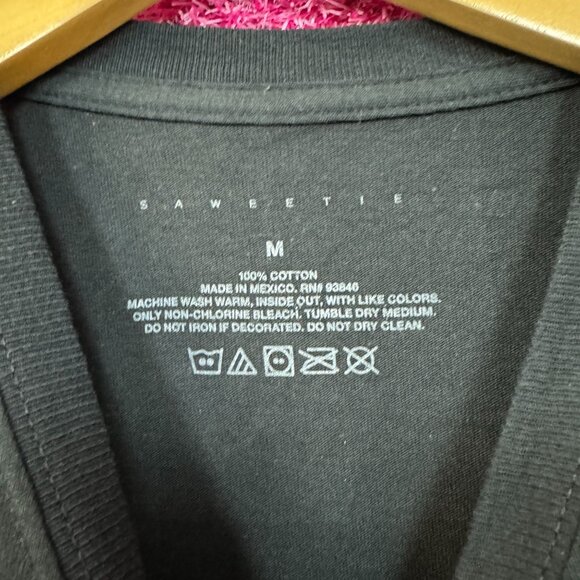 SAWEETIE
M
100% COTTON
MADE IN MEXICO. RN# 93846
MACHINE WASH WARM, INSIDE OUT, WITH LIKE COLORS.
ONLY NON-CHLORINE BLEACH. TUMBLE DRY MEDIUM.
DO NOT IRON IF DECORATED. DO NOT DRY CLEAN.